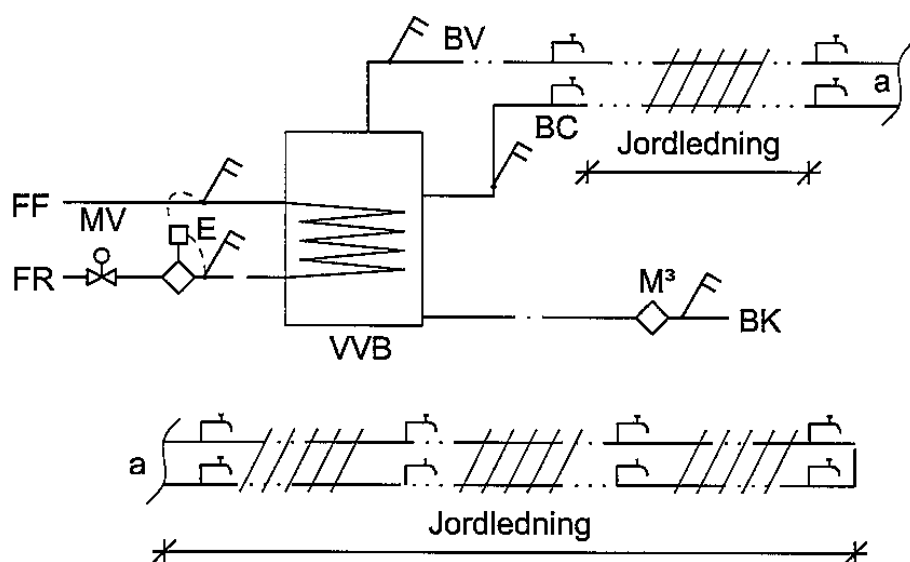 BV
a
BC
Jordledning
FF
MV
E
FR
M³
BK
VVB
a
Jordledning